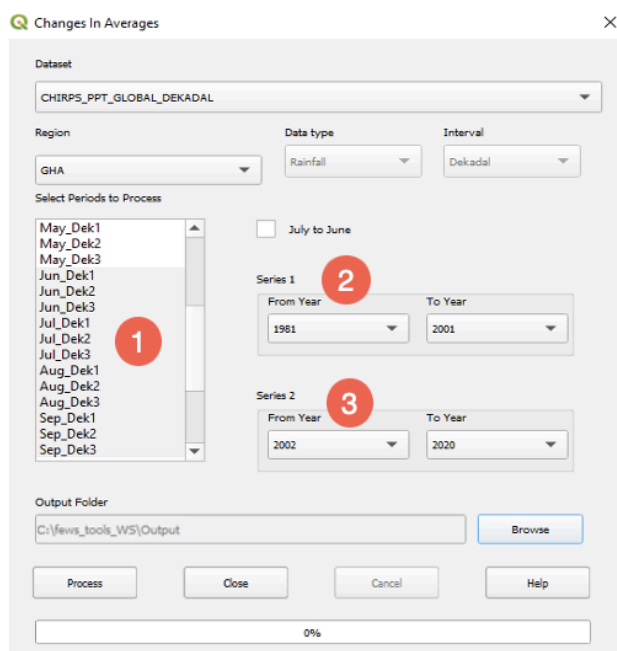 Changes In Averages
Dataset
CHIRPS_PPT_GLOBAL_DEKADAL
Region
Data type
Interval
GHA
Rainfall
Dekadal
Select Periods to Process
May_Dek1
May_Dek2
May_Dek3
Jun_Dek1
Jun_Dek2
Jun_Dek3
Jul_Dek1
Jul_Dek2
Jul_Dek3
Aug_Dek1
Aug_Dek2
Aug_Dek3
Sep_Dek1
Sep_Dek2
Sep_Dek3
1
July to June
Series 1
2
From Year
To Year
1981
2001
Series 2
3
From Year
To Year
2002
2020
Output Folder
C:\fews_tools_WS\Output
Browse
Process
Close
Cancel
Help
0%